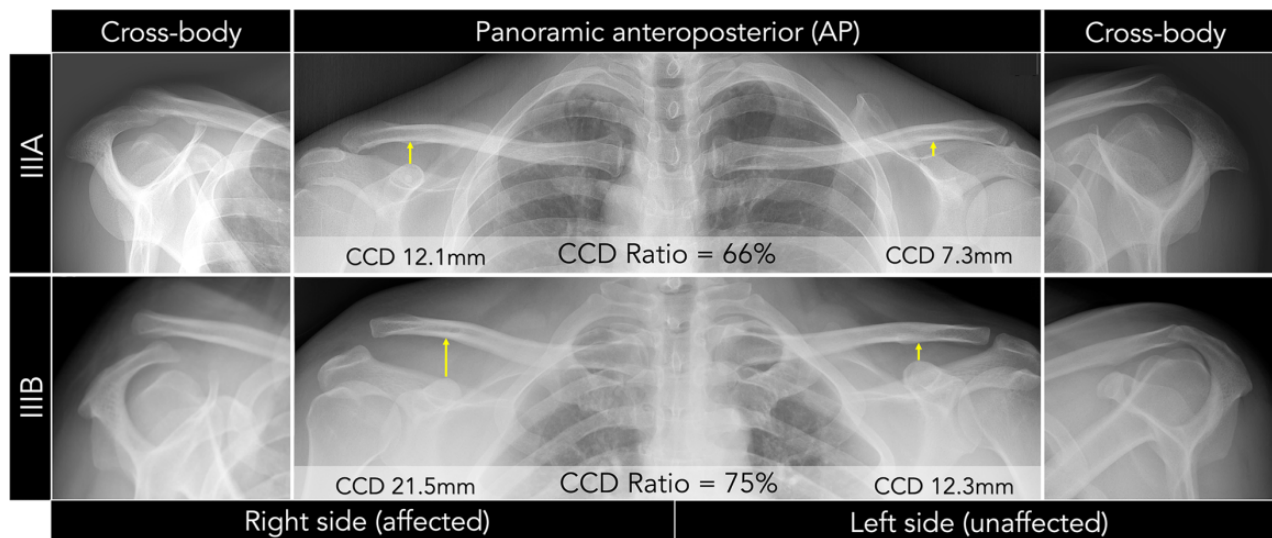 Cross-body
Panoramic anteroposterior (AP)
Cross-body
IIIA
CCD 12.1mm
CCD Ratio = 66%
CCD 7.3mm
IIIB
CCD 21.5mm
CCD Ratio = 75%
CCD 12.3mm
Right side (affected)
Left side (unaffected)